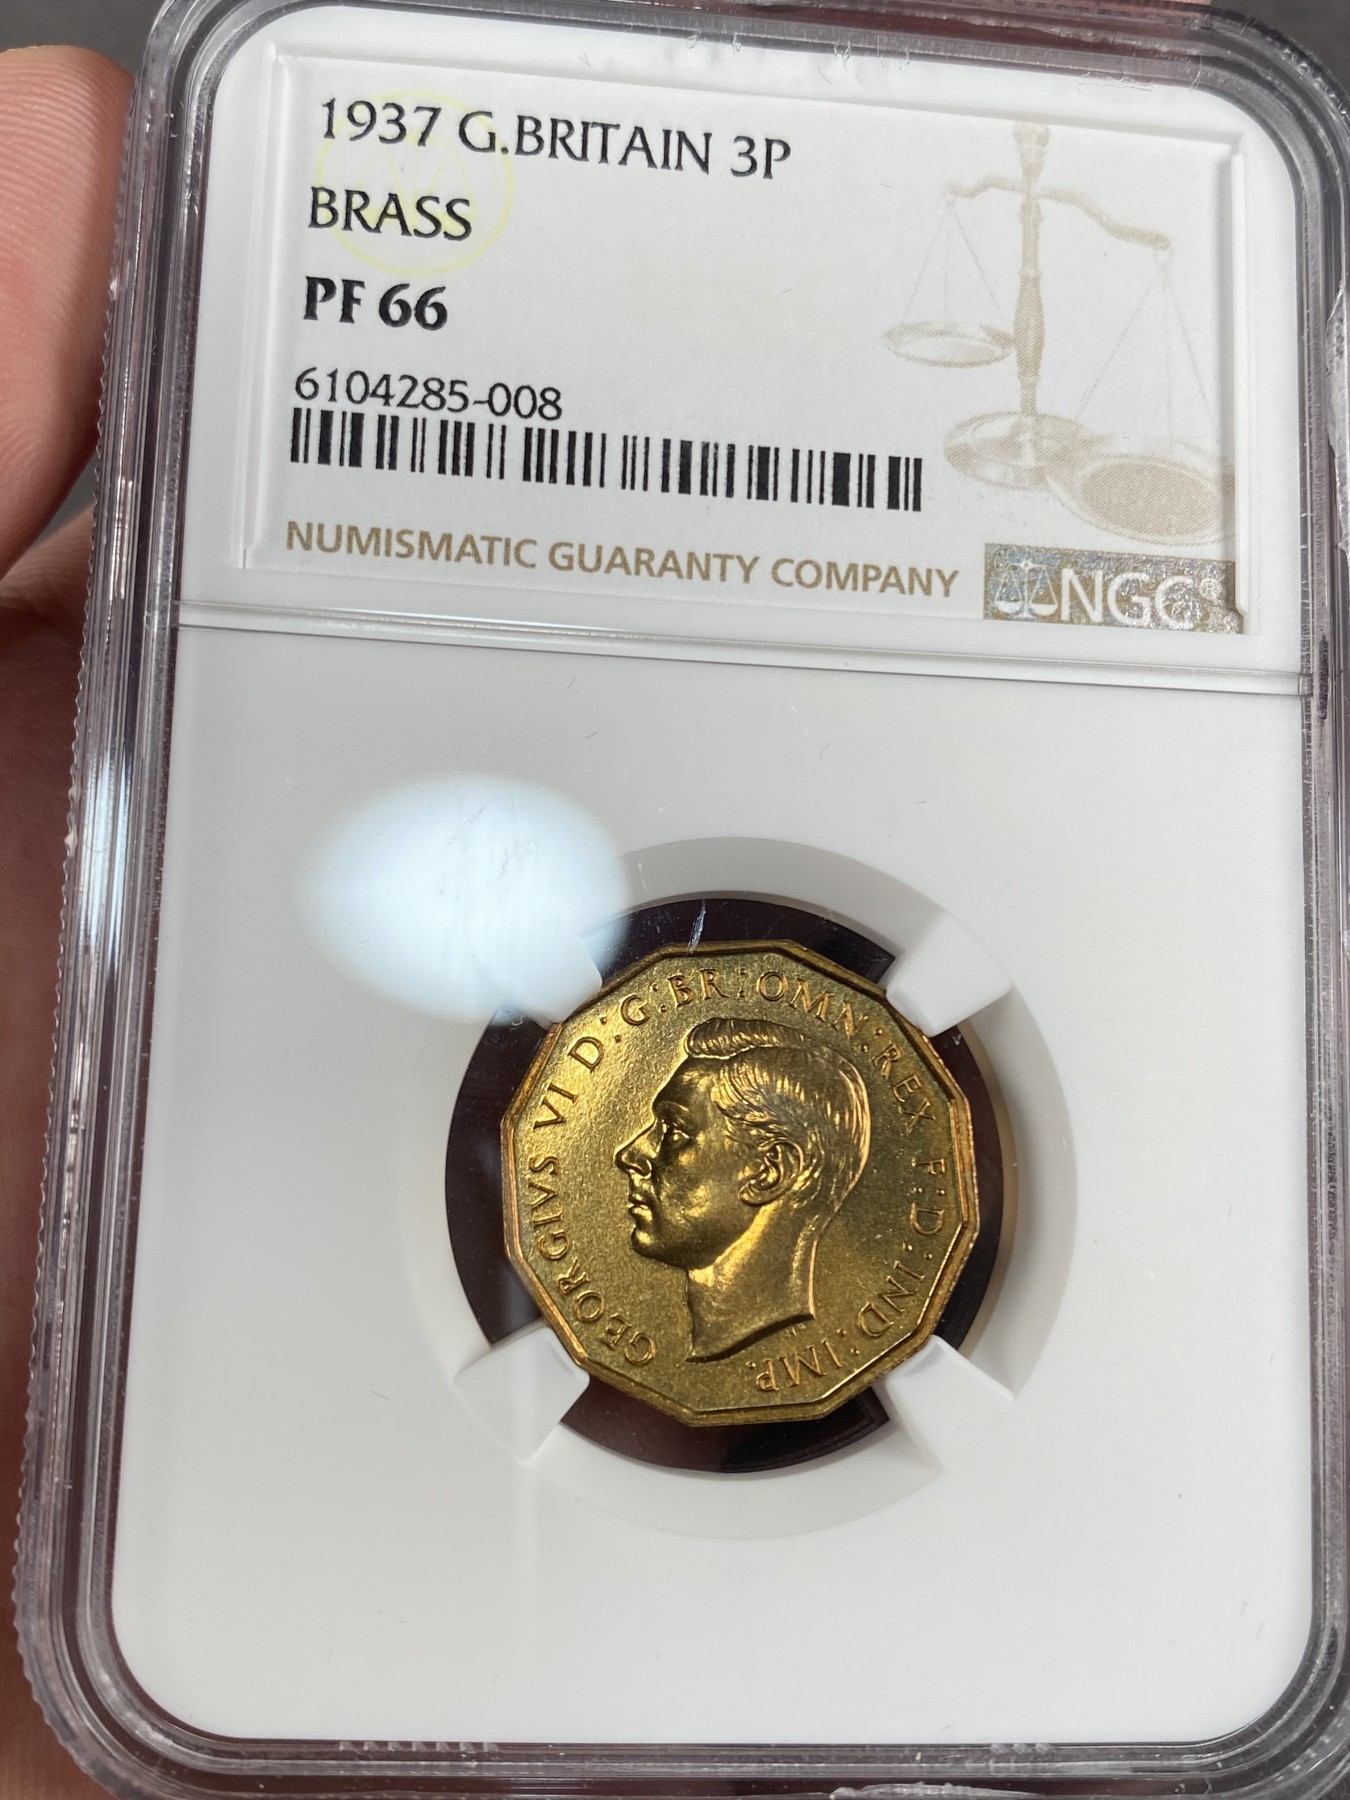 1937 G.BRITAIN 3P
BRASS
PF 66
6104285-008
NUMISMATIC GUARANTY COMPANY
NGC
GEORGIVS VI D:G:BR:OMN:REX F:D:IND:IMP.